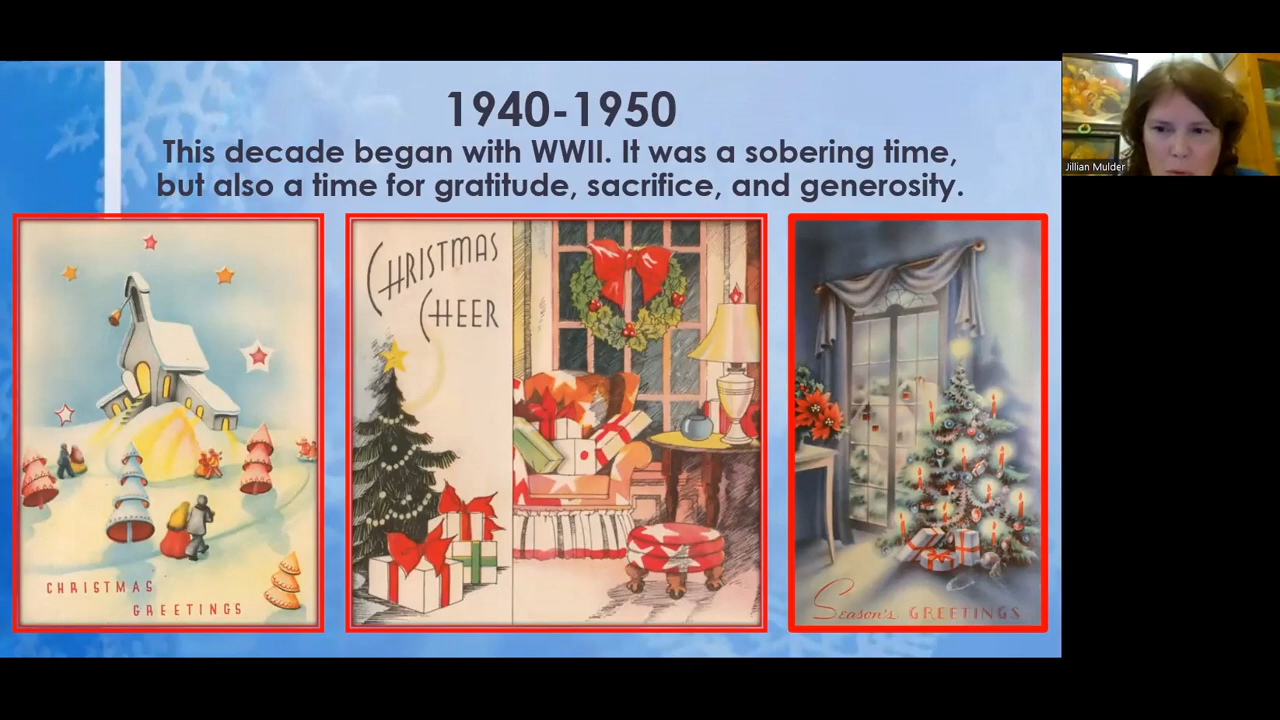 1940-1950
This decade began with WWII. It was a sobering time,
but also a time for gratitude, sacrifice, and generosity.
CHRISTMAS
GREETINGS
CHRISTMAS
CHEER
Season's GREETINGS
Jillian Mulder